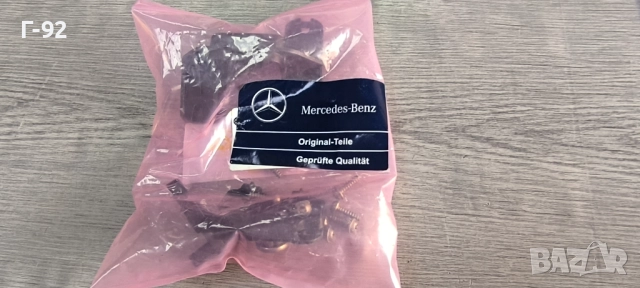 Г-92
Mercedes-Benz
Original-Teile
Geprüfte Qualität
BAZAR